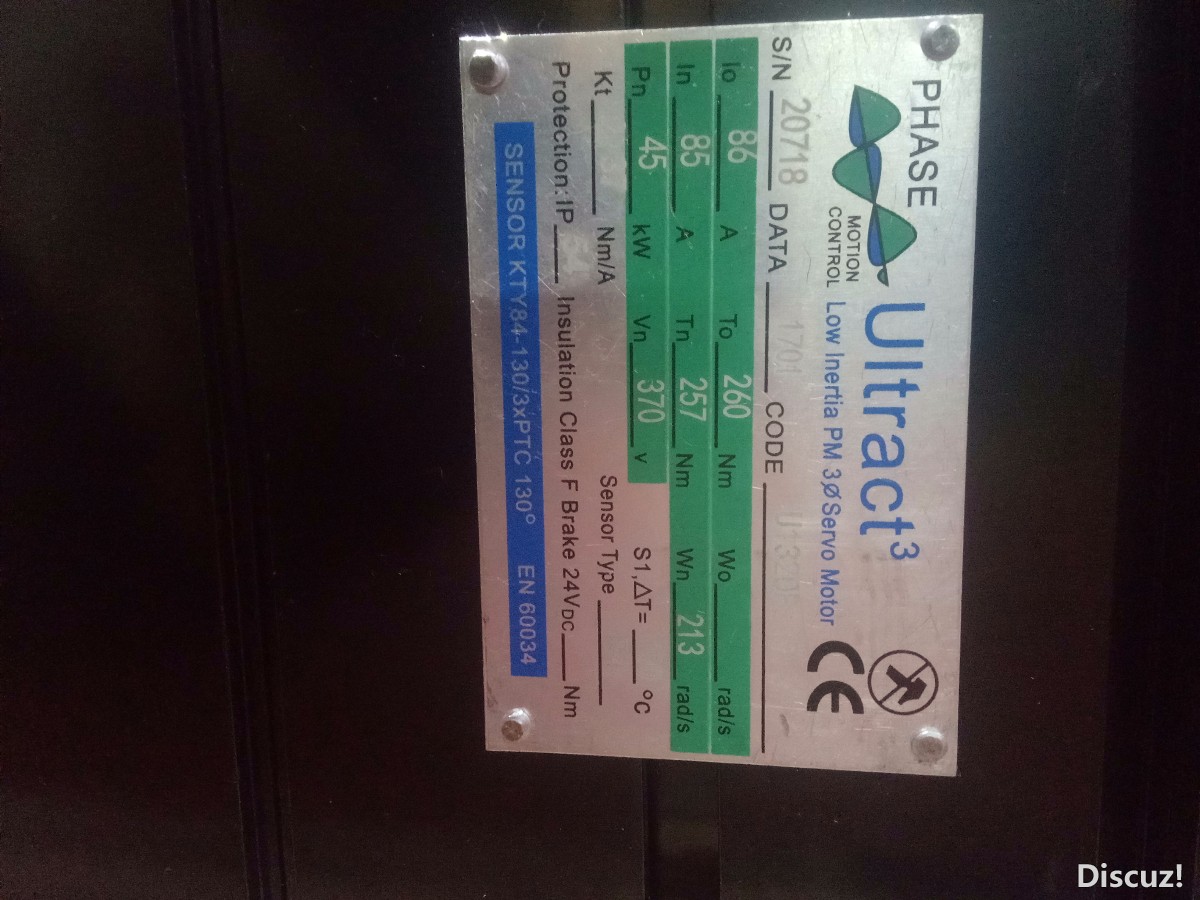 PHASE
MOTION
CONTROL
Ultract³
Low Inertia PM 3Ø Servo Motor
CE
S/N 20718 DATA 1701 CODE
Io 86 A To 260 Nm Wo rad/s
In 85 A Tn 257 Nm Wn 213 rad/s
Pn 45 kW Vn 370 V S1,ΔT= °C
Kt Nm/A Sensor Type
Protection: IP Insulation Class F Brake 24VDC Nm
SENSOR KTY84-130/3xPTC 130° EN 60034
Discuz!